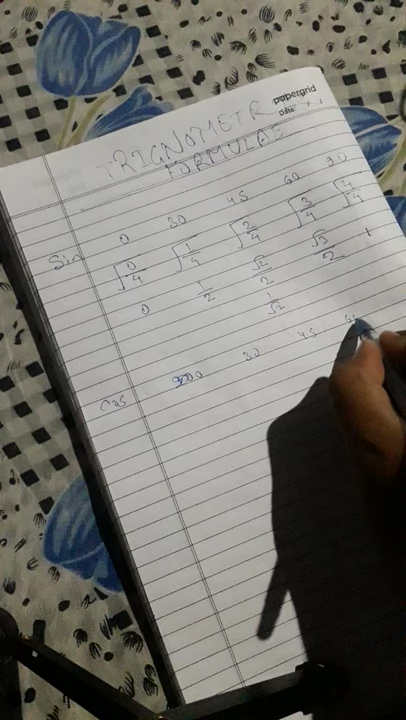 papergrid
Date: / /
TRIGNOMETR
FORMULAE
0 30 45 60 90
Sin √0/4 √1/4 √2/4 √3/4 √4/4
0 1/2 √2/2 √3/2 1
1/√2
30 45
cos